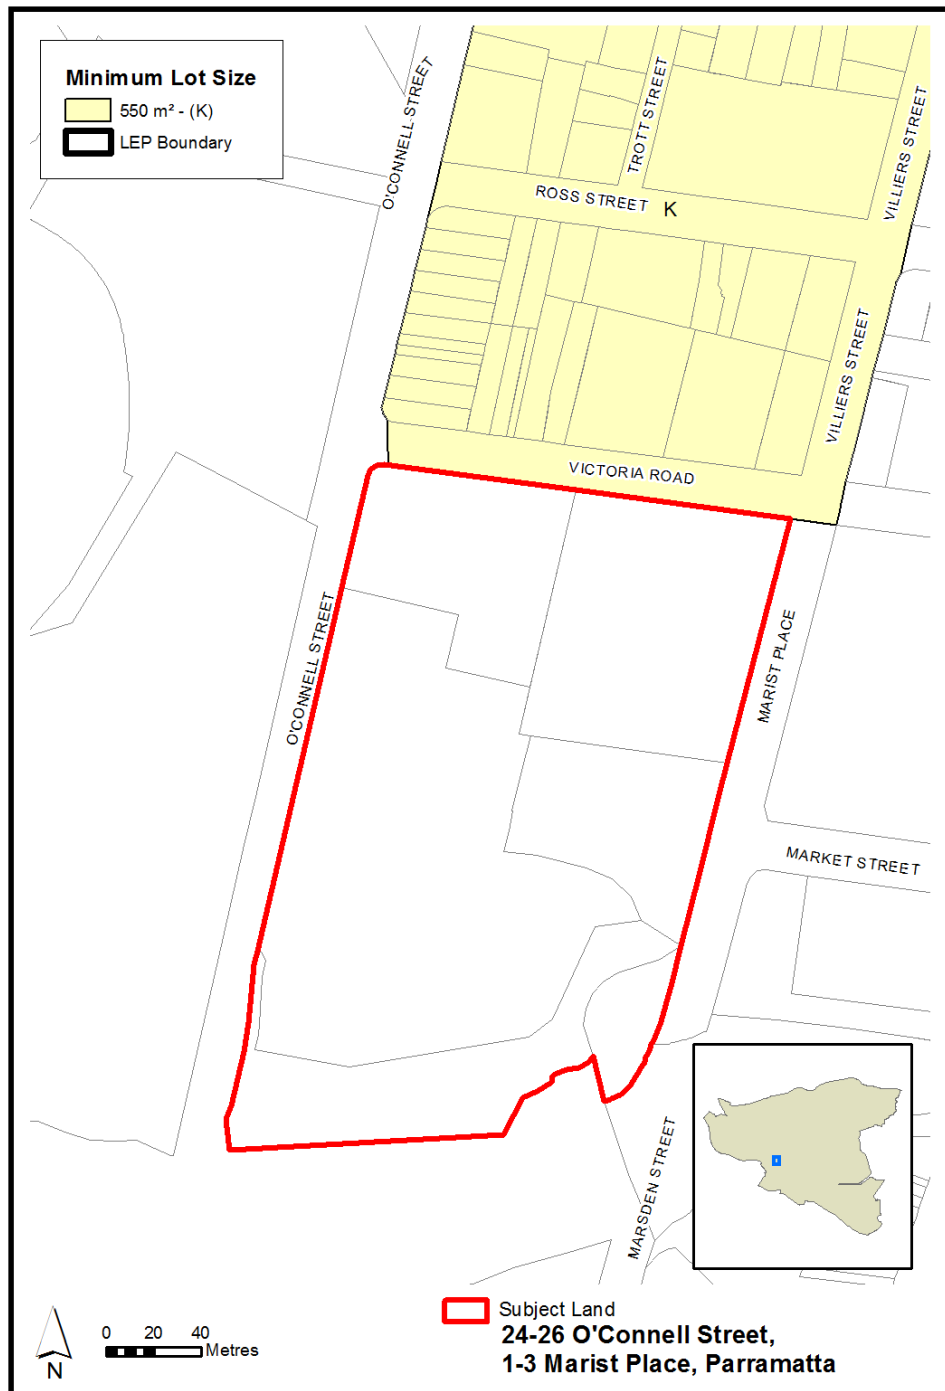 Minimum Lot Size
550 m² - (K)
LEP Boundary
O'CONNELL STREET
TROTT STREET
VILLIERS STREET
ROSS STREET
K
VILLIERS STREET
VICTORIA ROAD
O'CONNELL STREET
MARIST PLACE
MARKET STREET
MARSDEN STREET
N
0 20 40
Metres
Subject Land
24-26 O'Connell Street,
1-3 Marist Place, Parramatta